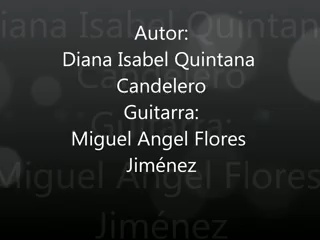 Autor:
Diana Isabel Quintana
Candelero
Guitarra:
Miguel Angel Flores
Jiménez